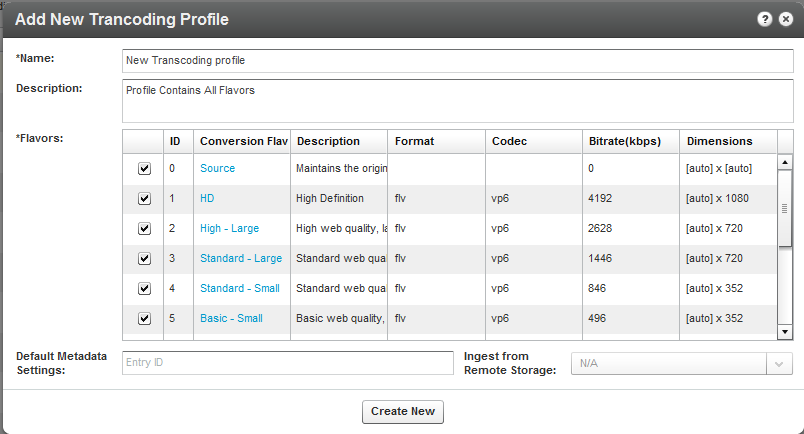 Add New Trancoding Profile
? x
*Name: New Transcoding profile
Description: Profile Contains All Flavors
*Flavors:
ID Conversion Flav Description Format Codec Bitrate(kbps) Dimensions
0 Source Maintains the origin 0 [auto] x [auto]
1 HD High Definition flv vp6 4192 [auto] x 1080
2 High - Large High web quality, la flv vp6 2628 [auto] x 720
3 Standard - Large Standard web qual flv vp6 1446 [auto] x 720
4 Standard - Small Standard web qual flv vp6 846 [auto] x 352
5 Basic - Small Basic web quality, flv vp6 496 [auto] x 352
Default Metadata Settings: Entry ID
Ingest from Remote Storage: N/A
Create New